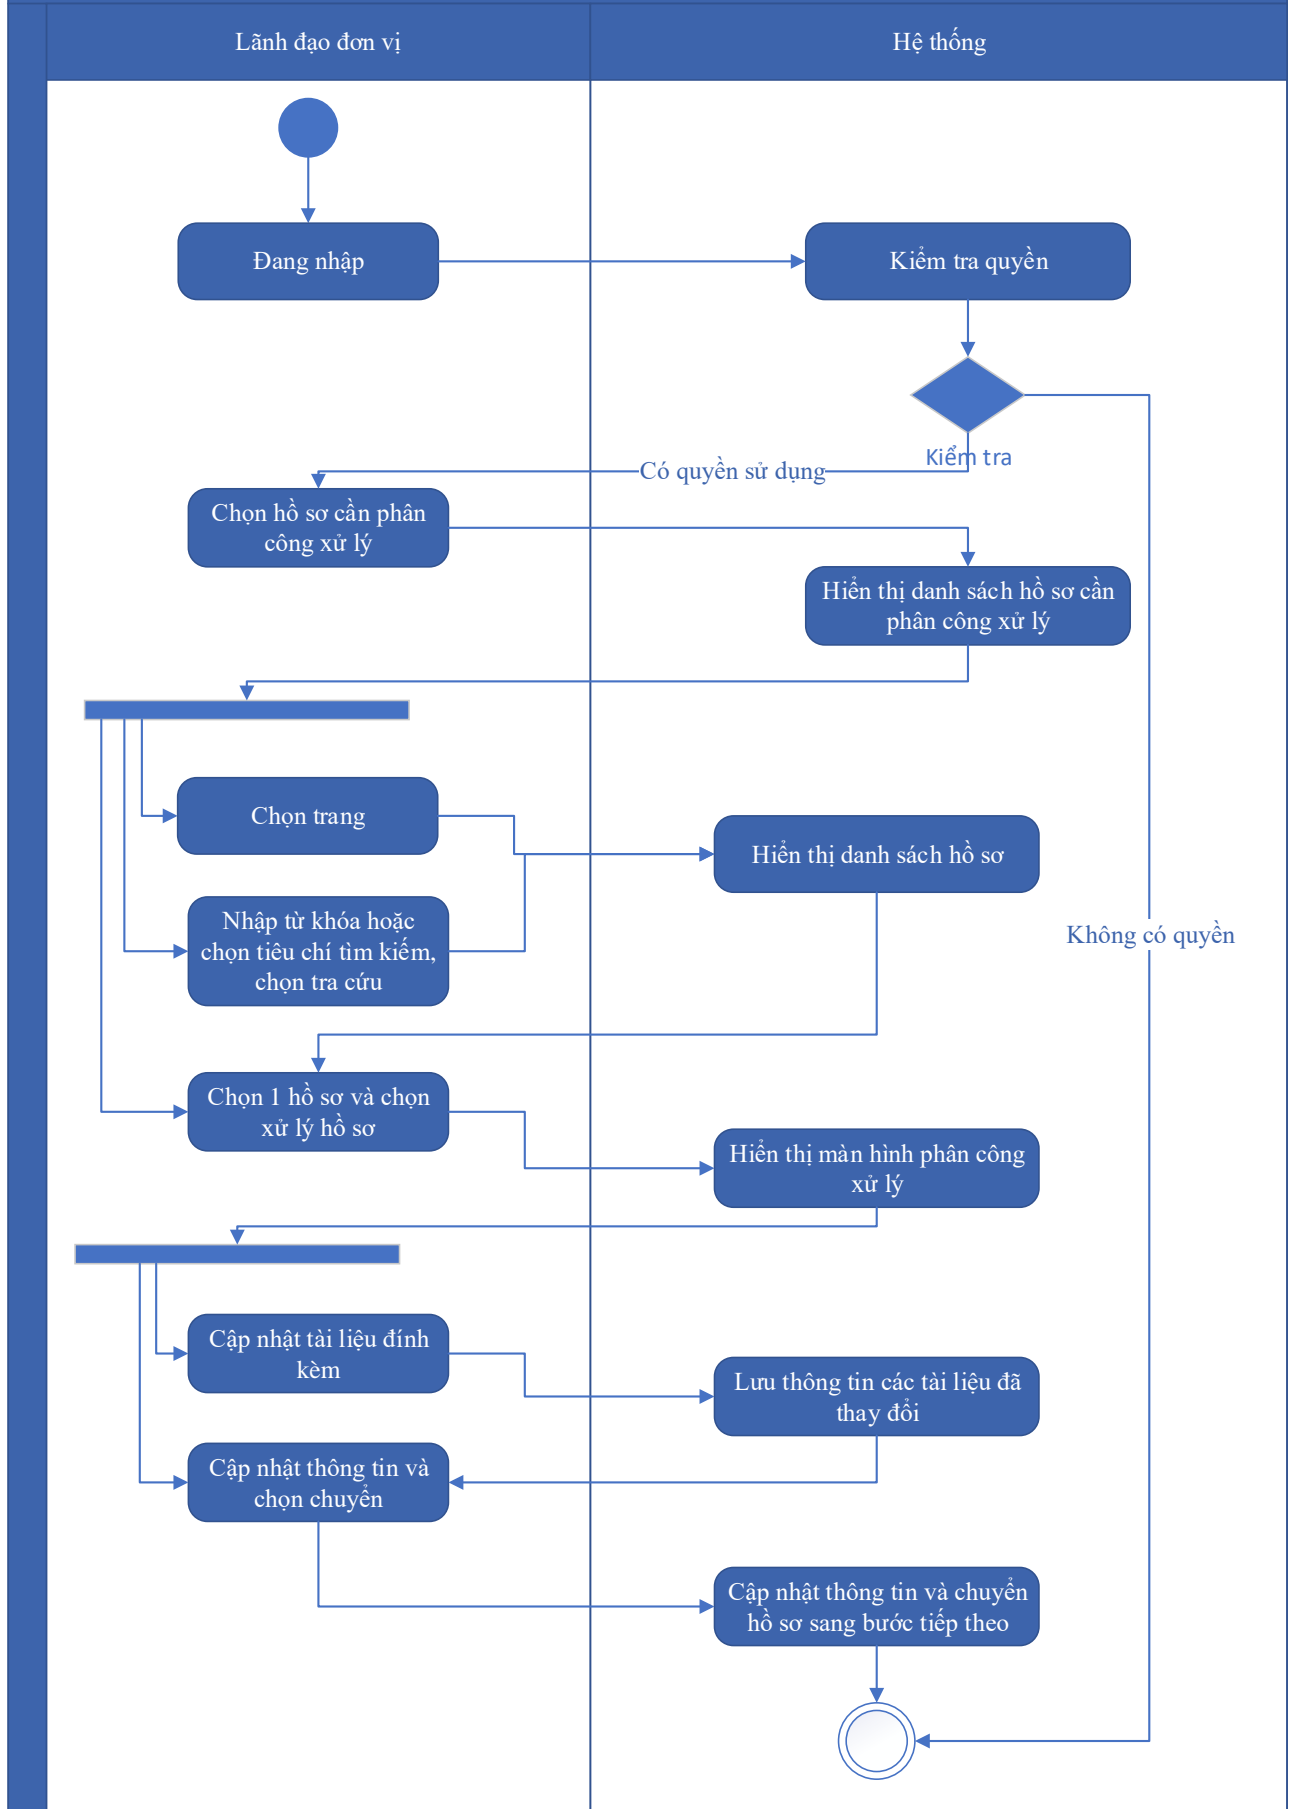 Lãnh đạo đơn vị
Hệ thống
Đang nhập
Kiểm tra quyền
Kiểm tra
Có quyền sử dụng
Chọn hồ sơ cần phân
công xử lý
Hiển thị danh sách hồ sơ cần
phân công xử lý
Chọn trang
Hiển thị danh sách hồ sơ
Nhập từ khóa hoặc
chọn tiêu chí tìm kiếm,
chọn tra cứu
Không có quyền
Chọn 1 hồ sơ và chọn
xử lý hồ sơ
Hiển thị màn hình phân công
xử lý
Cập nhật tài liệu đính
kèm
Lưu thông tin các tài liệu đã
thay đổi
Cập nhật thông tin và
chọn chuyển
Cập nhật thông tin và chuyển
hồ sơ sang bước tiếp theo